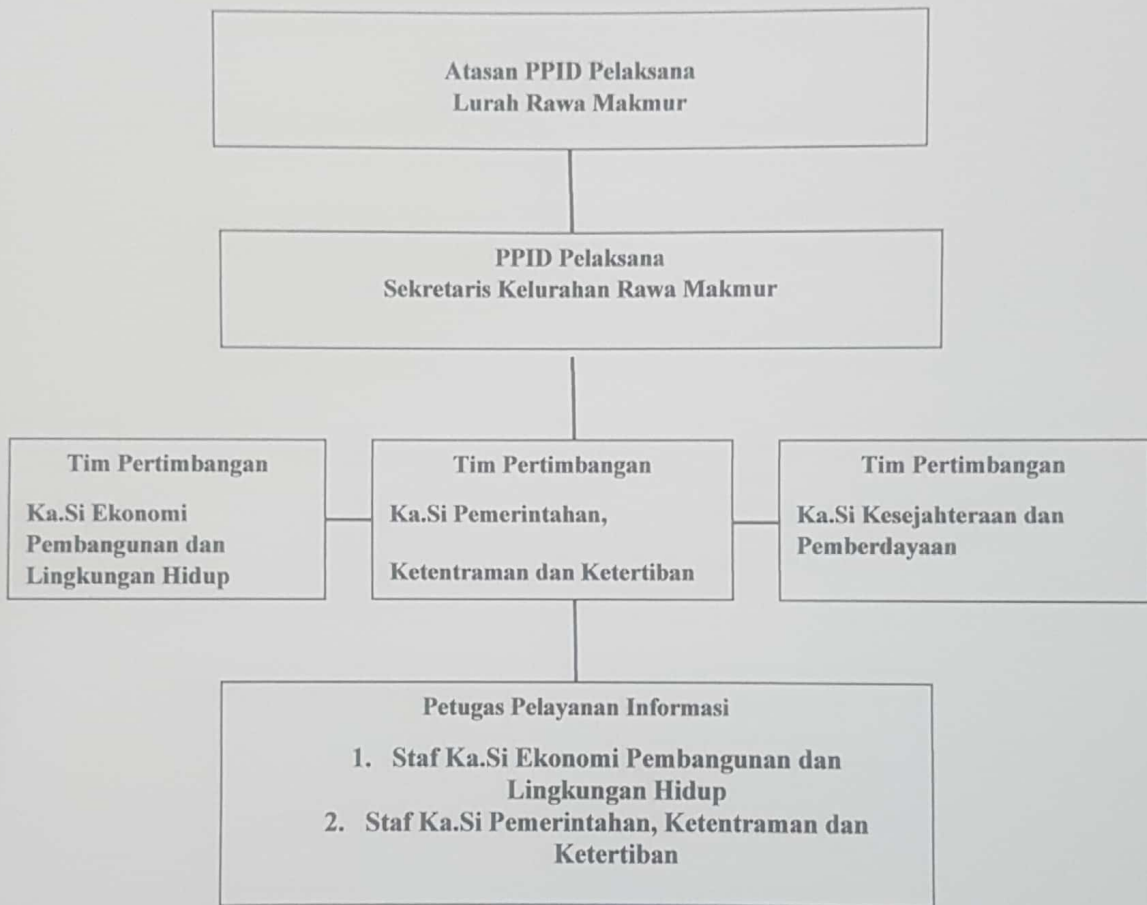 Atasan PPID Pelaksana
Lurah Rawa Makmur
PPID Pelaksana
Sekretaris Kelurahan Rawa Makmur
Tim Pertimbangan
Ka.Si Ekonomi
Pembangunan dan
Lingkungan Hidup
Tim Pertimbangan
Ka.Si Pemerintahan,
Ketentraman dan Ketertiban
Tim Pertimbangan
Ka.Si Kesejahteraan dan
Pemberdayaan
Petugas Pelayanan Informasi
1. Staf Ka.Si Ekonomi Pembangunan dan
Lingkungan Hidup
2. Staf Ka.Si Pemerintahan, Ketentraman dan
Ketertiban